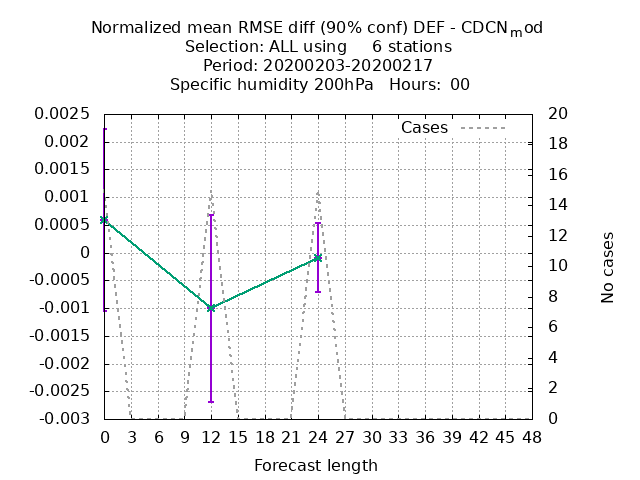 Normalized mean RMSE diff (90% conf) DEF - CDCNmod
Selection: ALL using 6 stations
Period: 20200203-20200217
Specific humidity 200hPa Hours: 00
Cases
0.0025
0.002
0.0015
0.001
0.0005
0
-0.0005
-0.001
-0.0015
-0.002
-0.0025
-0.003
20
18
16
14
12
10
8
6
4
2
0
No cases
0 3 6 9 12 15 18 21 24 27 30 33 36 39 42 45 48
Forecast length